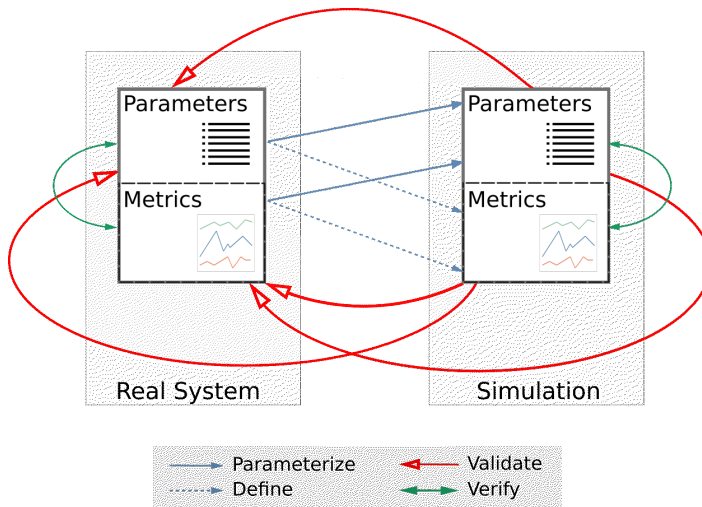 Parameters
Metrics
Real System
Parameters
Metrics
Simulation
Parameterize
Validate
Define
Verify